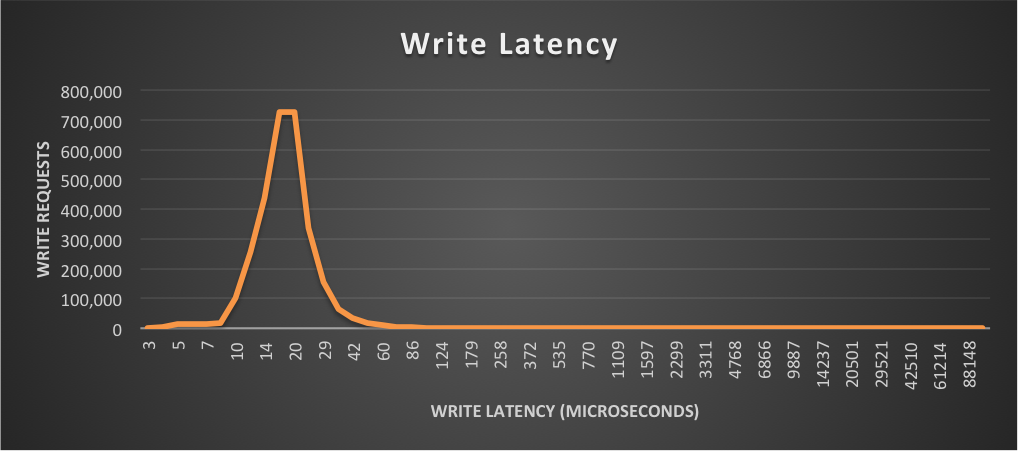 Write Latency
800,000
700,000
600,000
500,000
400,000
300,000
200,000
100,000
0
WRITE REQUESTS
3 5 7 10 14 20 29 42 60 86 124 179 258 372 535 770 1109 1597 2299 3311 4768 6866 9887 14237 20501 29521 42510 61214 88148
WRITE LATENCY (MICROSECONDS)